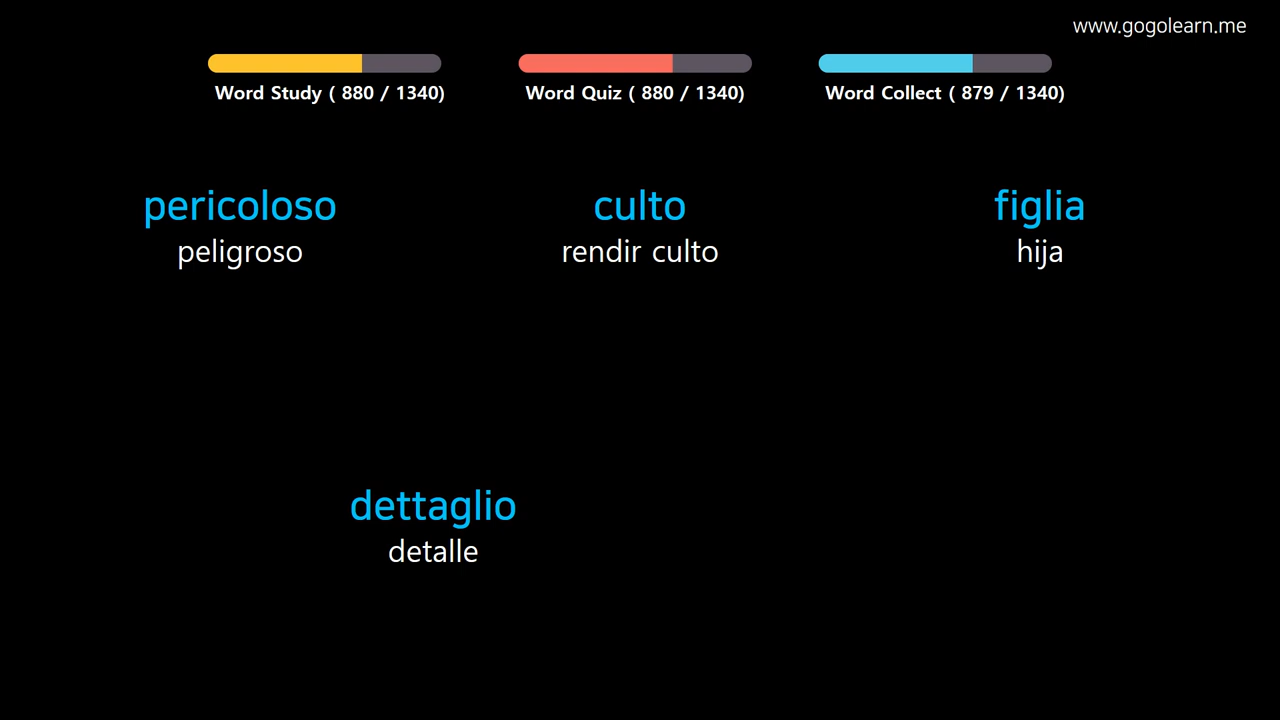 www.gogolearn.me
Word Study ( 880 / 1340)
Word Quiz ( 880 / 1340)
Word Collect ( 879 / 1340)
pericoloso
peligroso
culto
rendir culto
figlia
hija
dettaglio
detalle